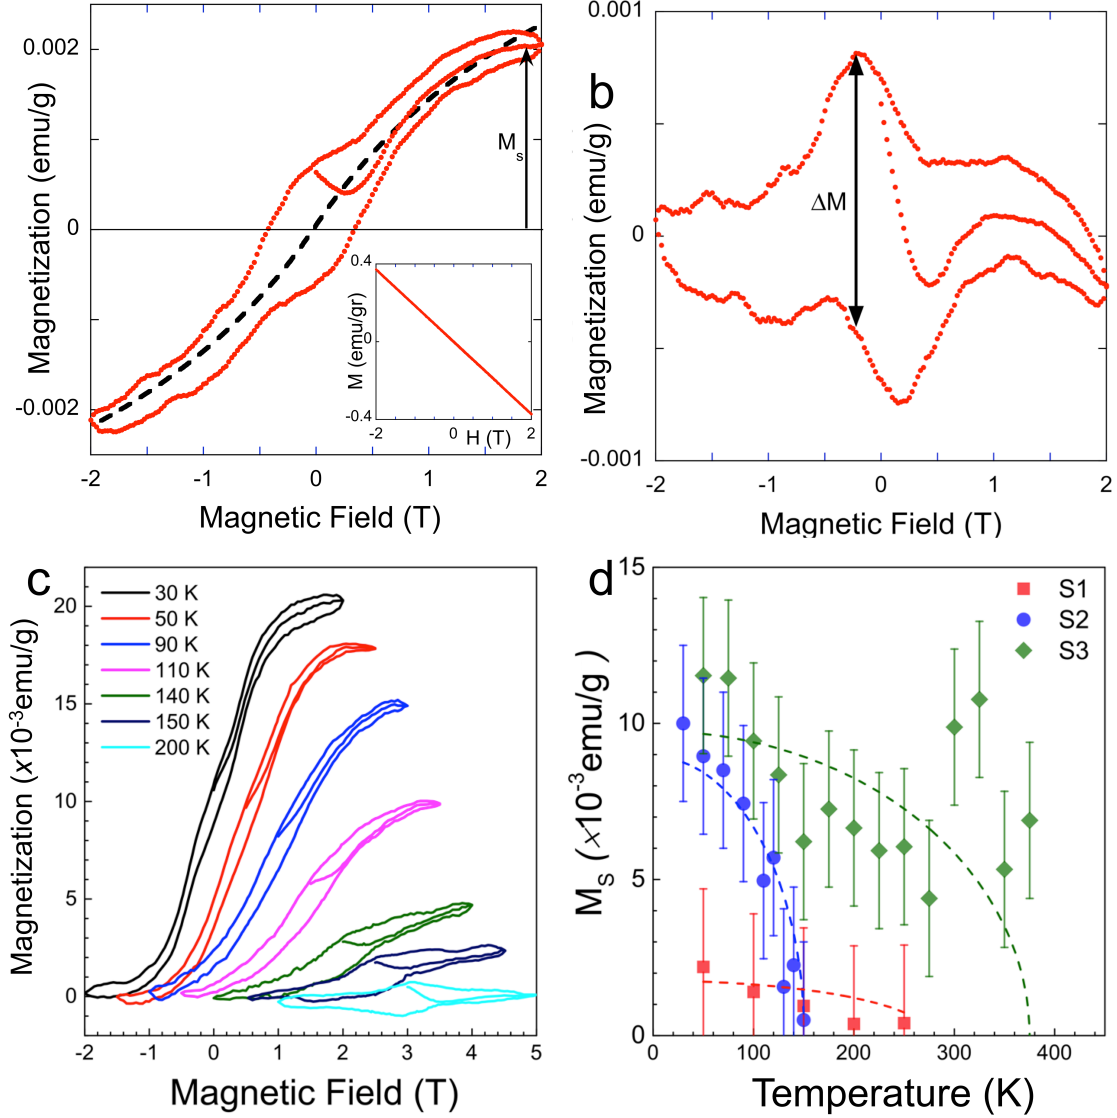 0.002
0
-0.002
Magnetization (emu/g)
Ms
0.4
0
-0.4
M (emu/gr)
-2 0 2
H (T)
-2 -1 0 1 2
Magnetic Field (T)
b
0.001
0
-0.001
Magnetization (emu/g)
ΔM
-2 -1 0 1 2
Magnetic Field (T)
c
30 K
50 K
90 K
110 K
140 K
150 K
200 K
20
15
10
5
0
Magnetization (x10-3emu/g)
-2 -1 0 1 2 3 4 5
Magnetic Field (T)
d
S1
S2
S3
15
10
5
0
MS (×10-3emu/g )
0 100 200 300 400
Temperature (K)